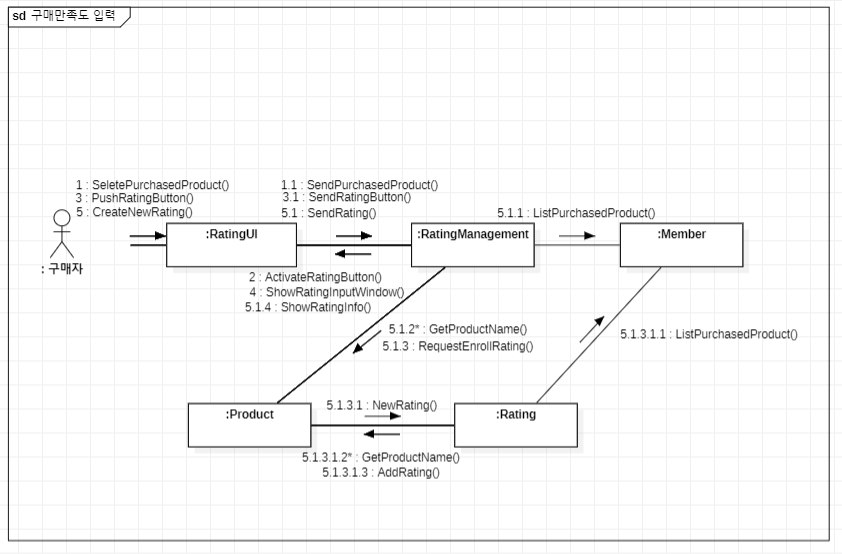 sd 구매만족도 입력
1 : SeletePurchasedProduct()
3 : PushRatingButton()
5 : CreateNewRating()
1.1 : SendPurchasedProduct()
3.1 : SendRatingButton()
5.1 : SendRating()
5.1.1 : ListPurchasedProduct()
: 구매자
:RatingUI
:RatingManagement
:Member
2 : ActivateRatingButton()
4 : ShowRatingInputWindow()
5.1.4 : ShowRatingInfo()
5.1.2* : GetProductName()
5.1.3 : RequestEnrollRating()
5.1.3.1.1 : ListPurchasedProduct()
5.1.3.1 : NewRating()
:Product
:Rating
5.1.3.1.2* : GetProductName()
5.1.3.1.3 : AddRating()